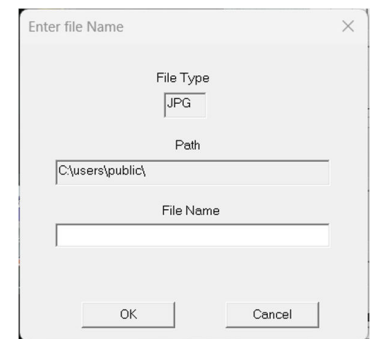 Enter file Name
File Type
JPG
Path
C:\users\public\
File Name
OK
Cancel